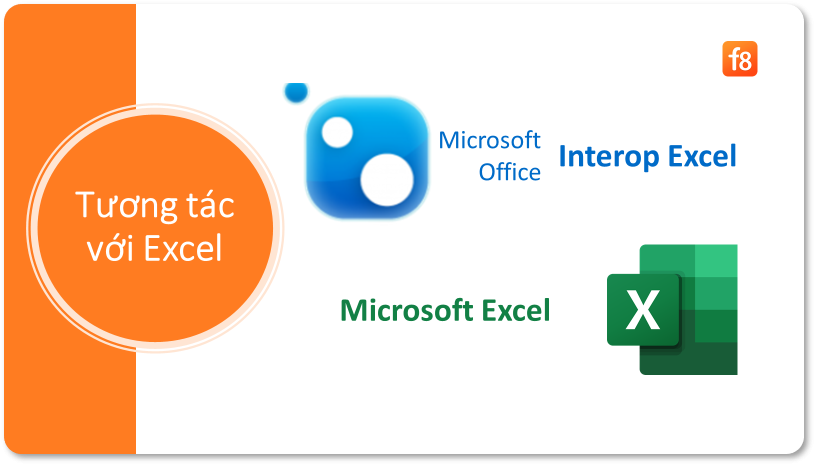 f8
Tương tác
với Excel
Microsoft
Office
Interop Excel
Microsoft Excel
X